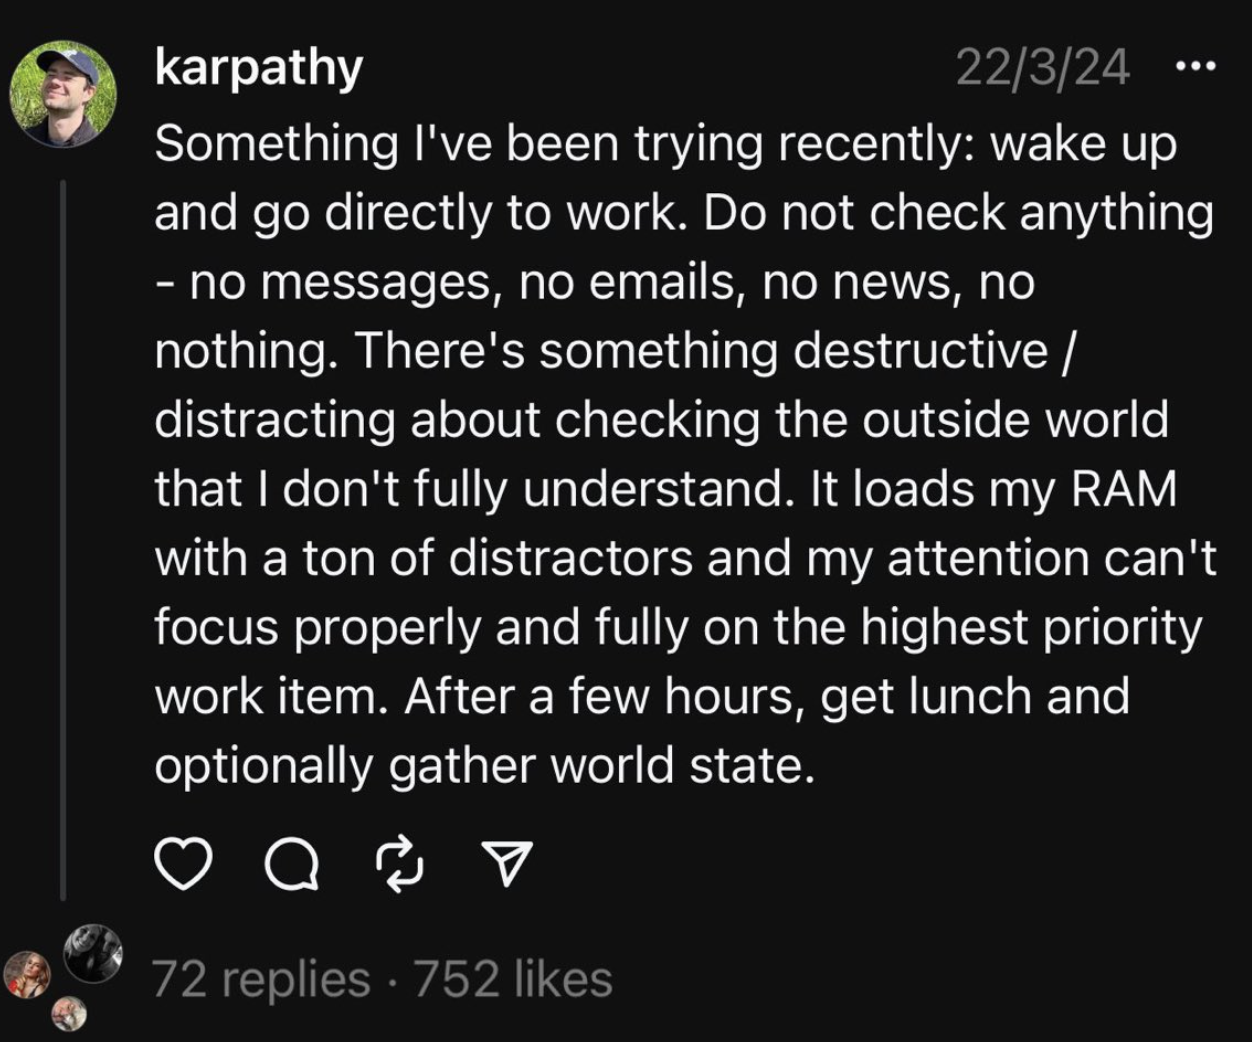 karpathy
22/3/24
Something I've been trying recently: wake up
and go directly to work. Do not check anything
- no messages, no emails, no news, no
nothing. There's something destructive /
distracting about checking the outside world
that I don't fully understand. It loads my RAM
with a ton of distractors and my attention can't
focus properly and fully on the highest priority
work item. After a few hours, get lunch and
optionally gather world state.
72 replies · 752 likes